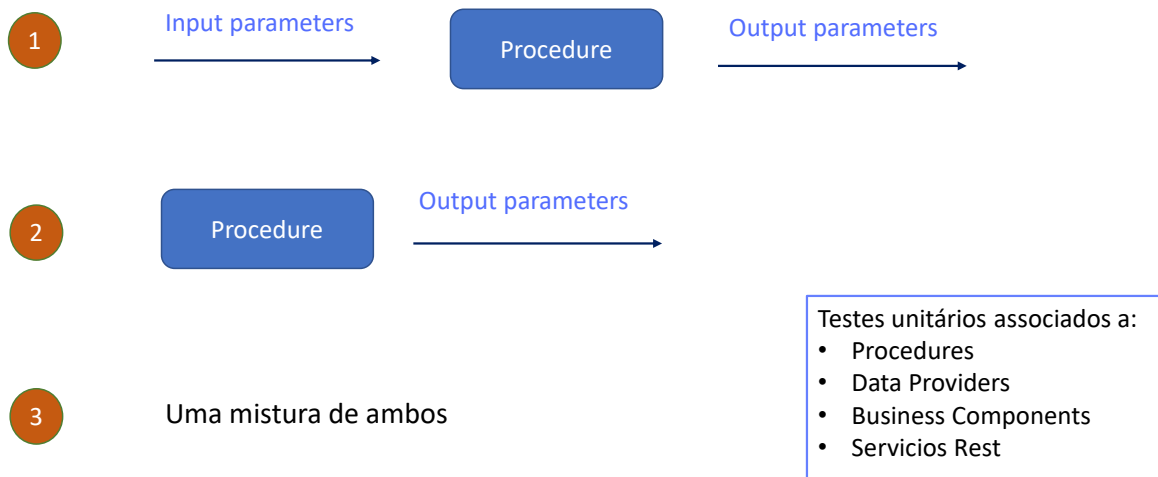 1
Input parameters
Procedure
Output parameters
2
Procedure
Output parameters
3
Uma mistura de ambos
Testes unitários associados a:
• Procedures
• Data Providers
• Business Components
• Servicios Rest